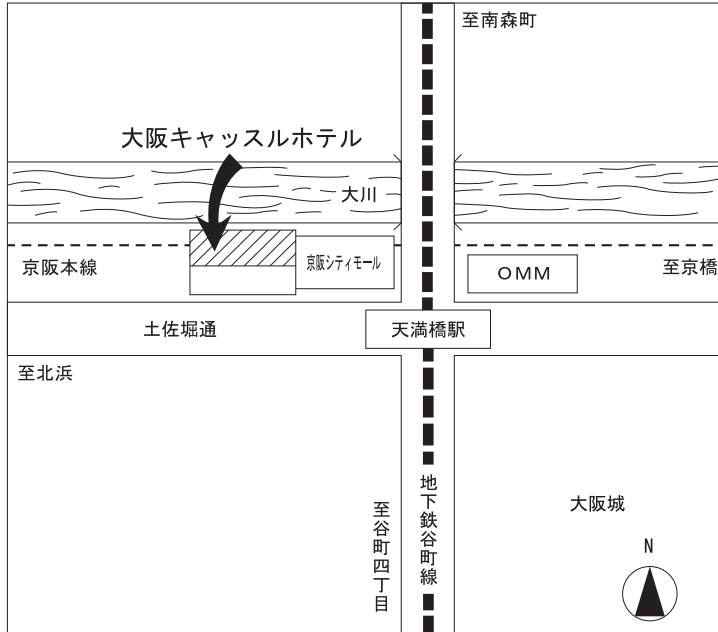 至南森町
大阪キャッスルホテル
大川
京阪本線
京阪シティモール
OMM
至京橋
土佐堀通
天満橋駅
至北浜
至谷町四丁目
地下鉄谷町線
大阪城
N